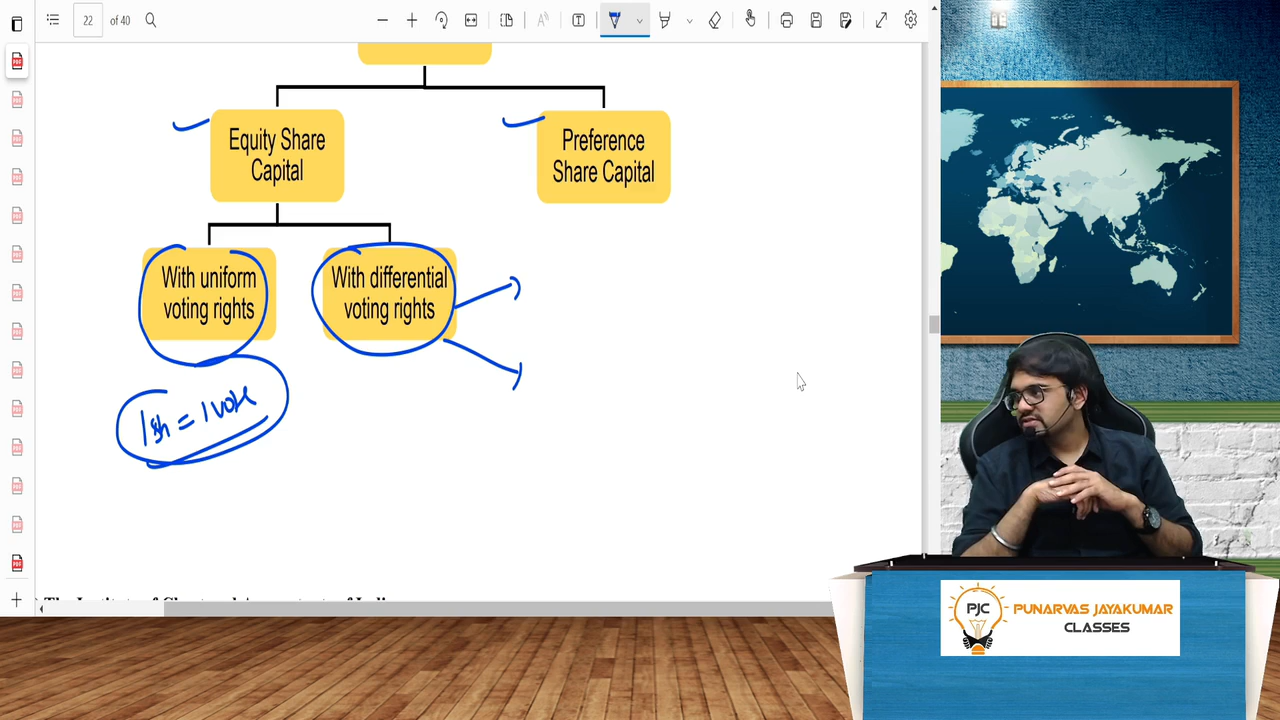 22 of 40
Equity Share
Capital
Preference
Share Capital
With uniform
voting rights
With differential
voting rights
1sh = 1 vote
PJC
PUNARVAS JAYAKUMAR
CLASSES